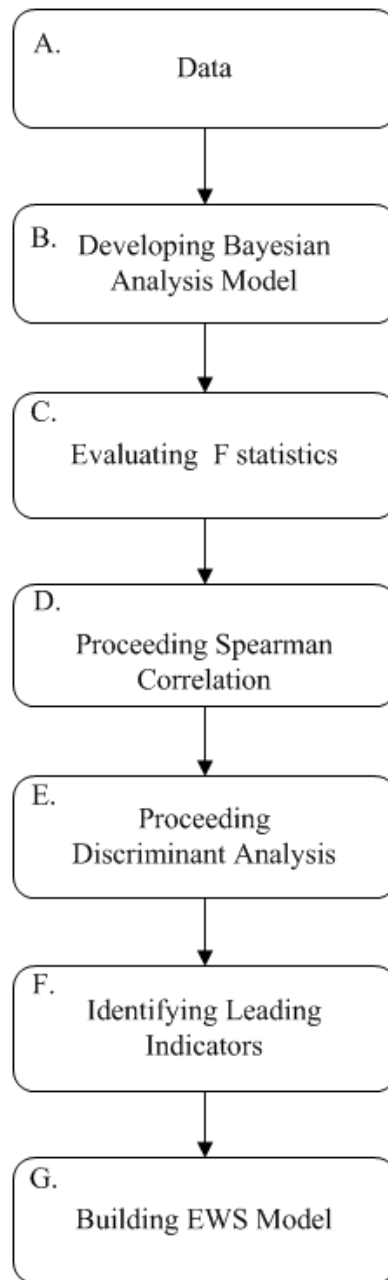 A.
Data
B. Developing Bayesian
Analysis Model
C.
Evaluating F statistics
D.
Proceeding Spearman
Correlation
E.
Proceeding
Discriminant Analysis
F.
Identifying Leading
Indicators
G.
Building EWS Model